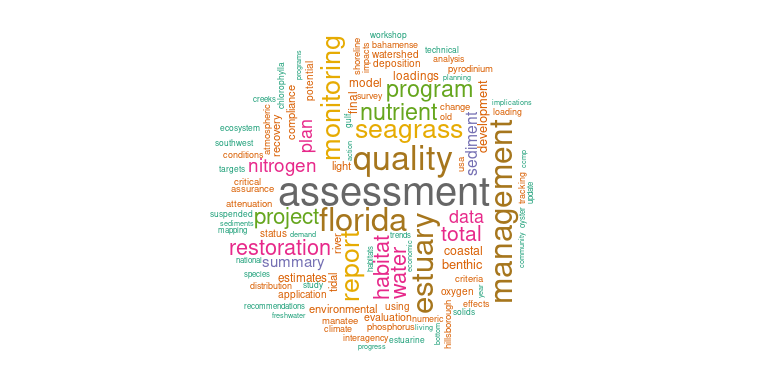 workshop
bahamense
watershed
deposition
technical
analysis
pyrodinium
planning
monitoring
shoreline
impacts
programs
potential
chlorophylla
model
loadings
program
survey
final
creeks
compliance
nutrient
change
old
implications
loading
development
atmospheric
recovery
plan
gulf
seagrass
sediment
ecosystem
southwest
conditions
action
quality
usa
management
ccmp
targets
nitrogen
light
critical
assurance
assessment
tracking
update
attenuation
suspended
sediments
mapping
project
florida
estuary
data
total
oyster
community
status
demand
river
trends
restoration
report
habitat
water
habitats
economic
coastal
national
summary
benthic
species
estimates
tidal
criteria
distribution
study
application
oxygen
year
recommendations
freshwater
environmental
using
effects
solids
manatee
evaluation
numeric
hillsborough
climate
phosphorus
living
bottom
interagency
estuarine
progress